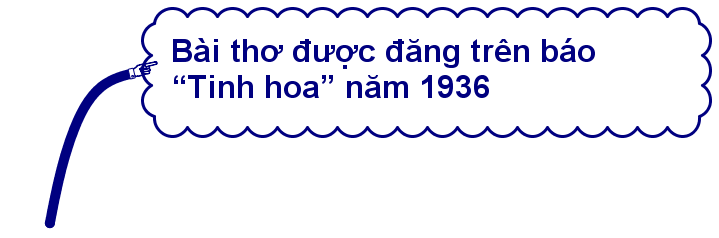 Bài thơ được đăng trên báo
“Tinh hoa” năm 1936